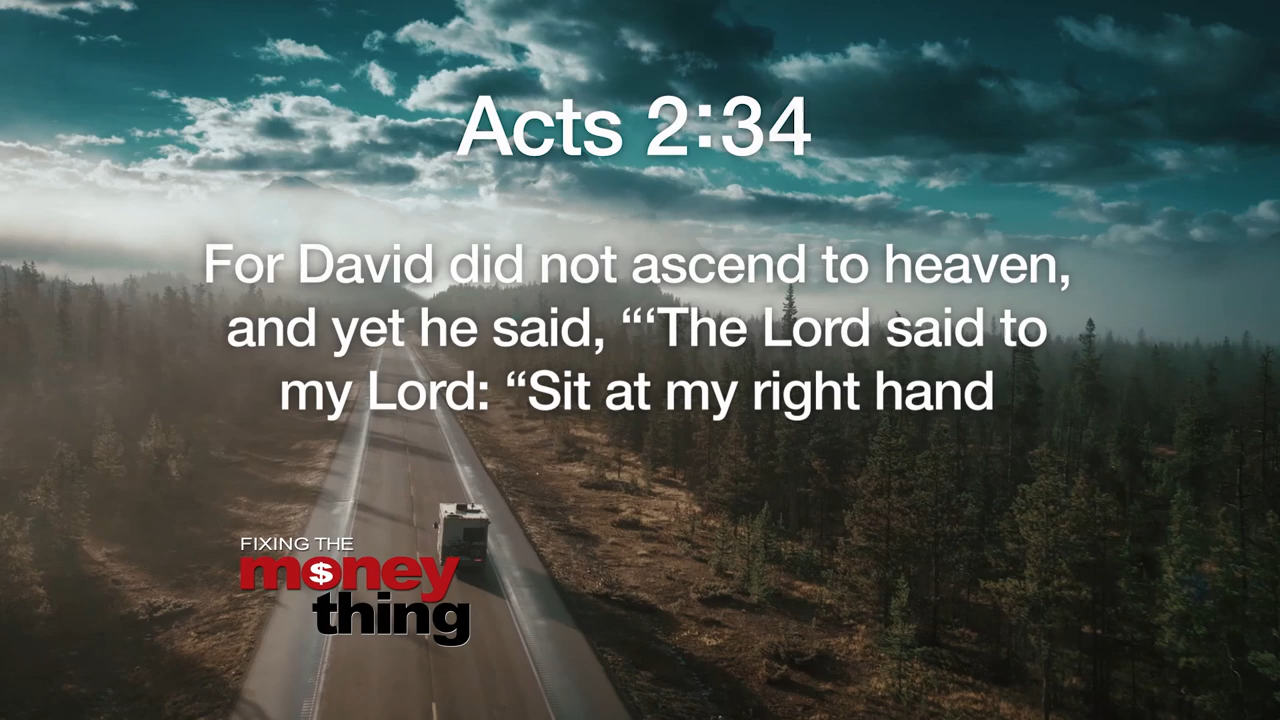 Acts 2:34
For David did not ascend to heaven,
and yet he said, “‘The Lord said to
my Lord: “Sit at my right hand
FIXING THE
money
thing